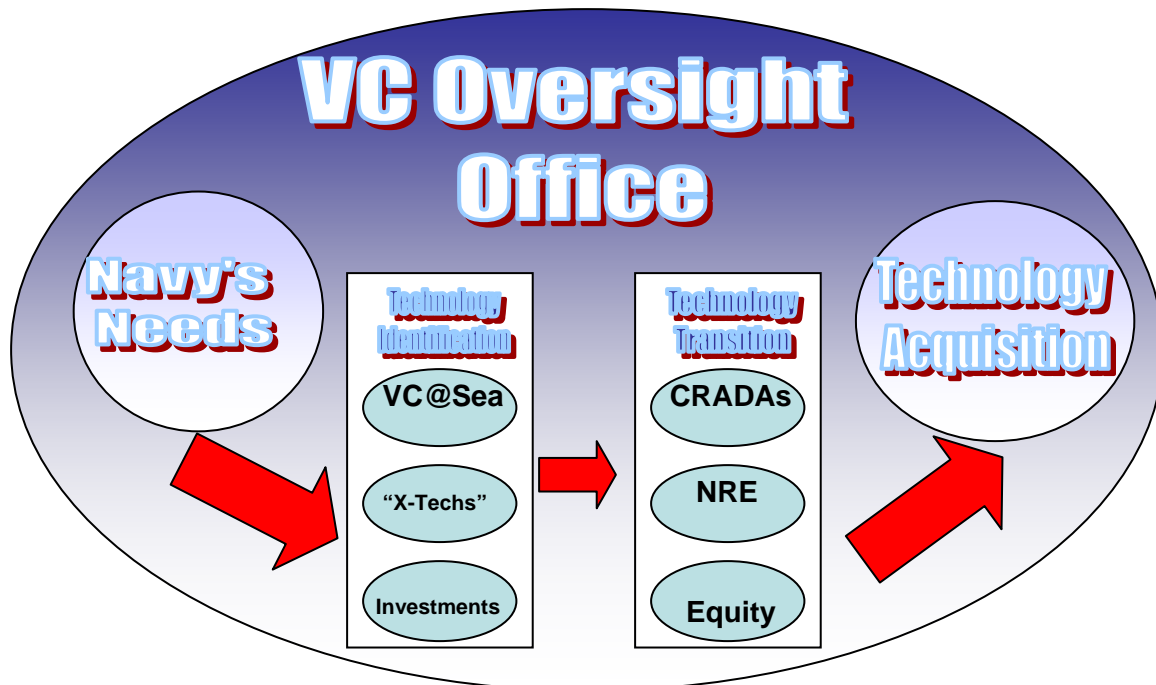 VC Oversight
Office
Navy's
Needs
Technology
Identification
VC@Sea
“X-Techs”
Investments
Technology
Transition
CRADAs
NRE
Equity
Technology
Acquisition